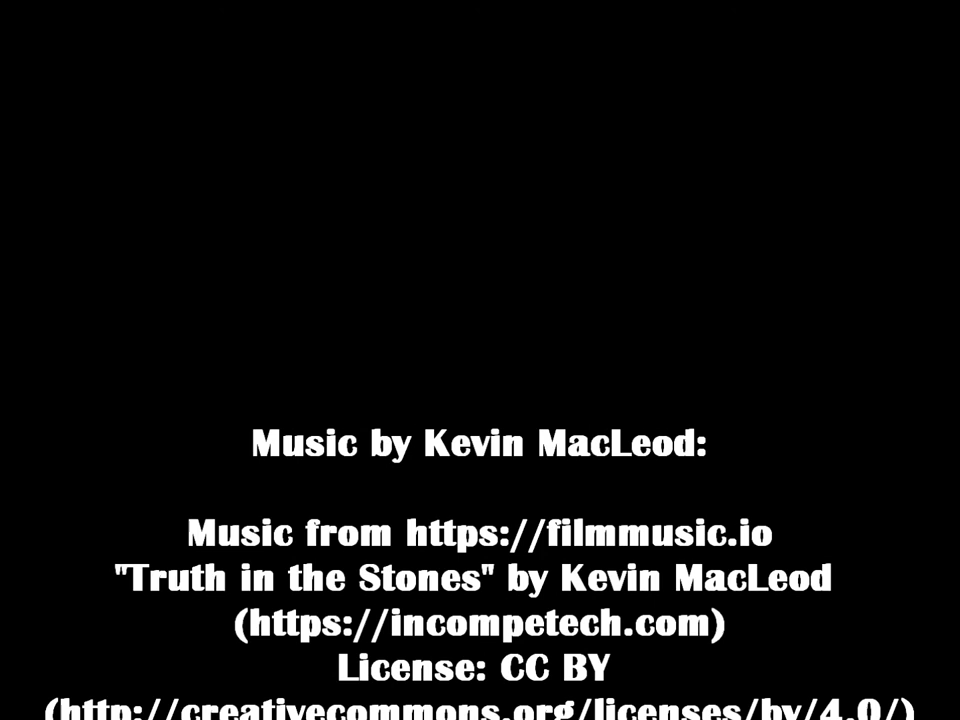 Music by Kevin MacLeod:
Music from https://filmmusic.io
"Truth in the Stones" by Kevin MacLeod
(https://incompetech.com)
License: CC BY
(http://creativecommons.org/licenses/by/4.0/)